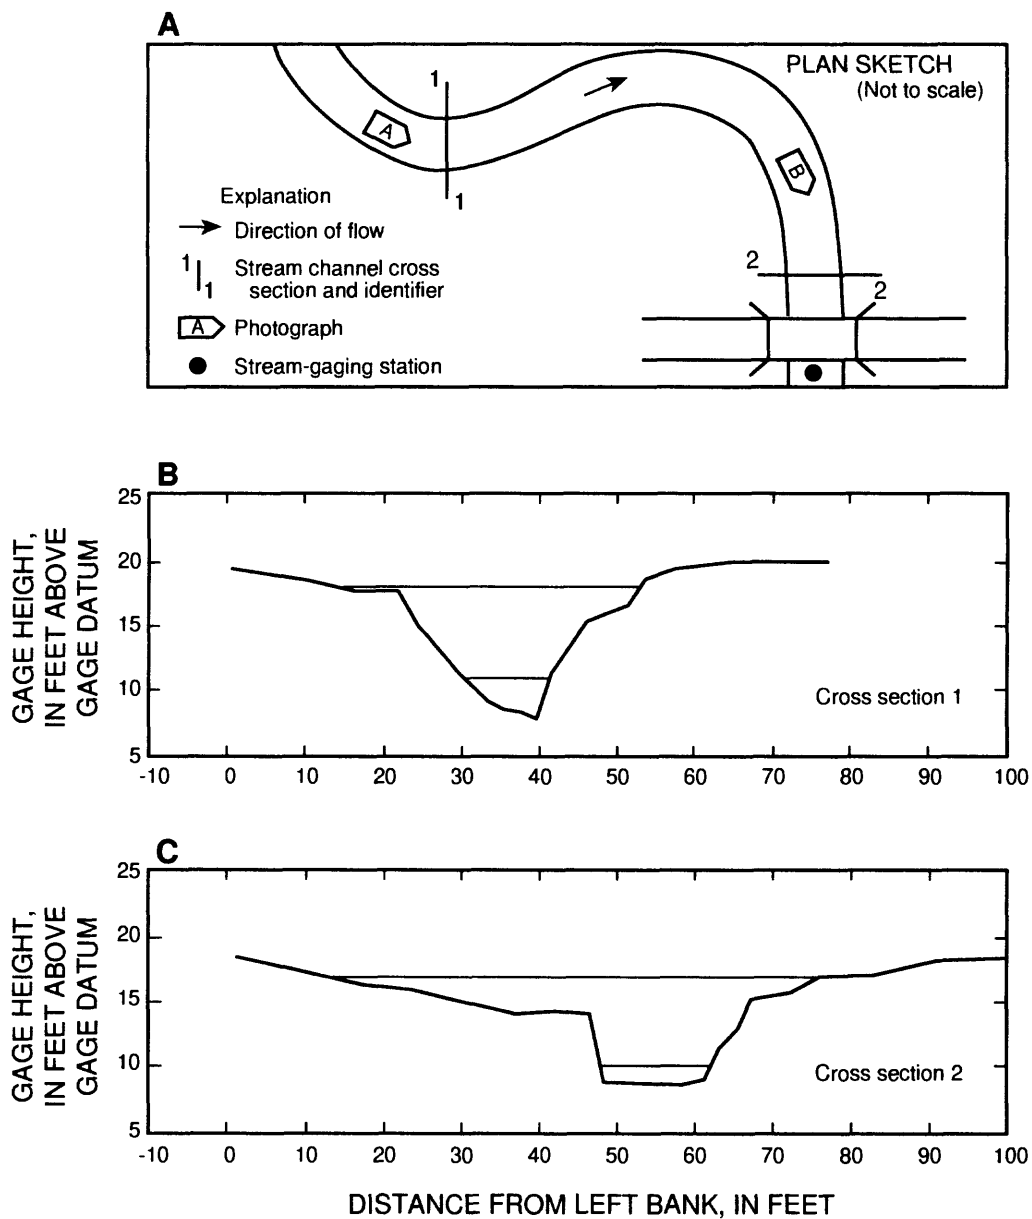 A
PLAN SKETCH
(Not to scale)
1
A
B
1
Explanation
Direction of flow
1
1
Stream channel cross
section and identifier
2
2
A
Photograph
Stream-gaging station
B
GAGE HEIGHT,
IN FEET ABOVE
GAGE DATUM
25
20
15
10
5
Cross section 1
-10 0 10 20 30 40 50 60 70 80 90 100
C
GAGE HEIGHT,
IN FEET ABOVE
GAGE DATUM
25
20
15
10
5
Cross section 2
-10 0 10 20 30 40 50 60 70 80 90 100
DISTANCE FROM LEFT BANK, IN FEET